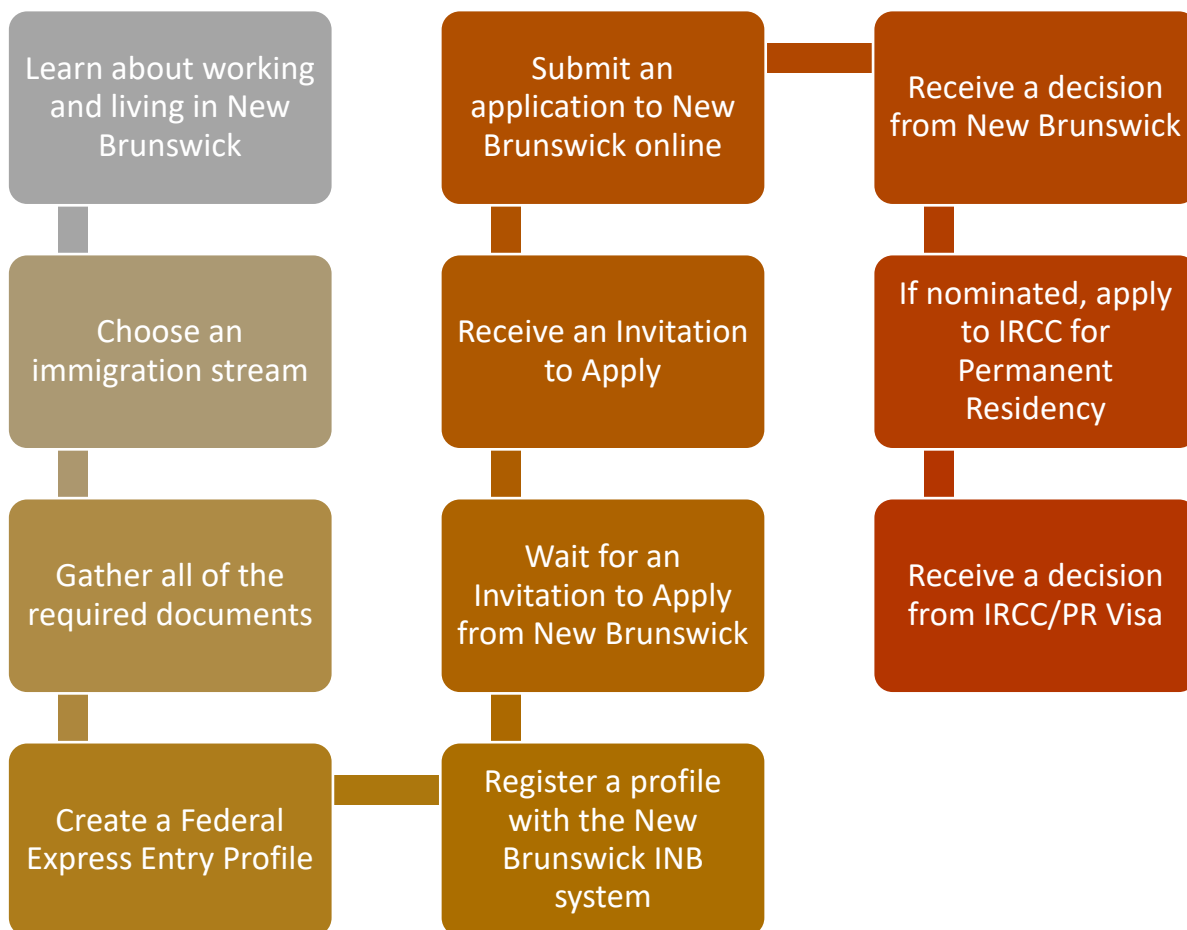 Learn about working
and living in New
Brunswick
Choose an
immigration stream
Gather all of the
required documents
Create a Federal
Express Entry Profile
Register a profile
with the New
Brunswick INB
system
Wait for an
Invitation to Apply
from New Brunswick
Receive an Invitation
to Apply
Submit an
application to New
Brunswick online
Receive a decision
from New Brunswick
If nominated, apply
to IRCC for
Permanent
Residency
Receive a decision
from IRCC/PR Visa